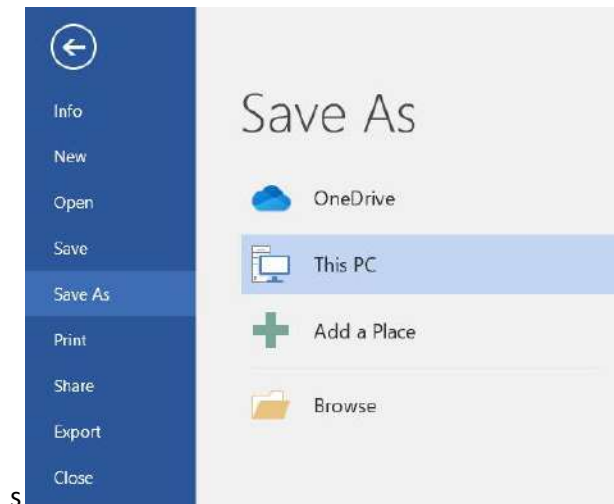 Info
New
Open
Save
Save As
Print
Share
Export
Close
Save As
OneDrive
This PC
Add a Place
Browse
s